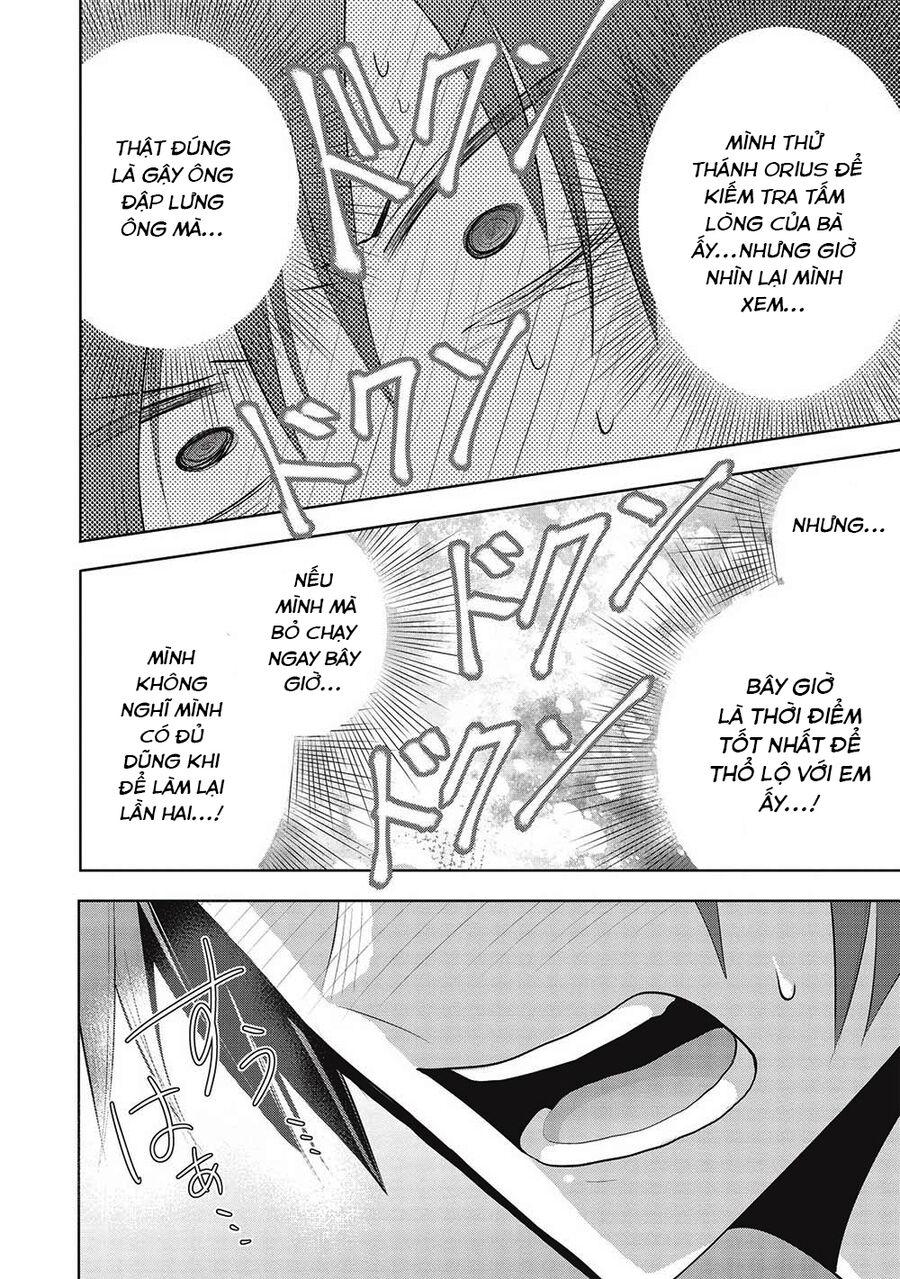 MÌNH THỬ
THÁNH ORIUS ĐỂ
KIỂM TRA TẤM
LÒNG CỦA BÀ
ẤY...NHƯNG GIỜ
NHÌN LẠI MÌNH
XEM...
ドクン
THẬT ĐÚNG
LÀ GẬY ÔNG
ĐẬP LƯNG
ÔNG MÀ...
ドクン
NHƯNG...
BÂY GIỜ
LÀ THỜI ĐIỂM
TỐT NHẤT ĐỂ
THỔ LỘ VỚI EM
ẤY...!
ドクン
ドクン
NẾU
MÌNH MÀ
BỎ CHẠY
NGAY BÂY
GIỜ...
MÌNH
KHÔNG
NGHĨ MÌNH
CÓ ĐỦ
DŨNG KHI
ĐỂ LÀM LẠI
LẦN HAI...!
すうー
はぁ...